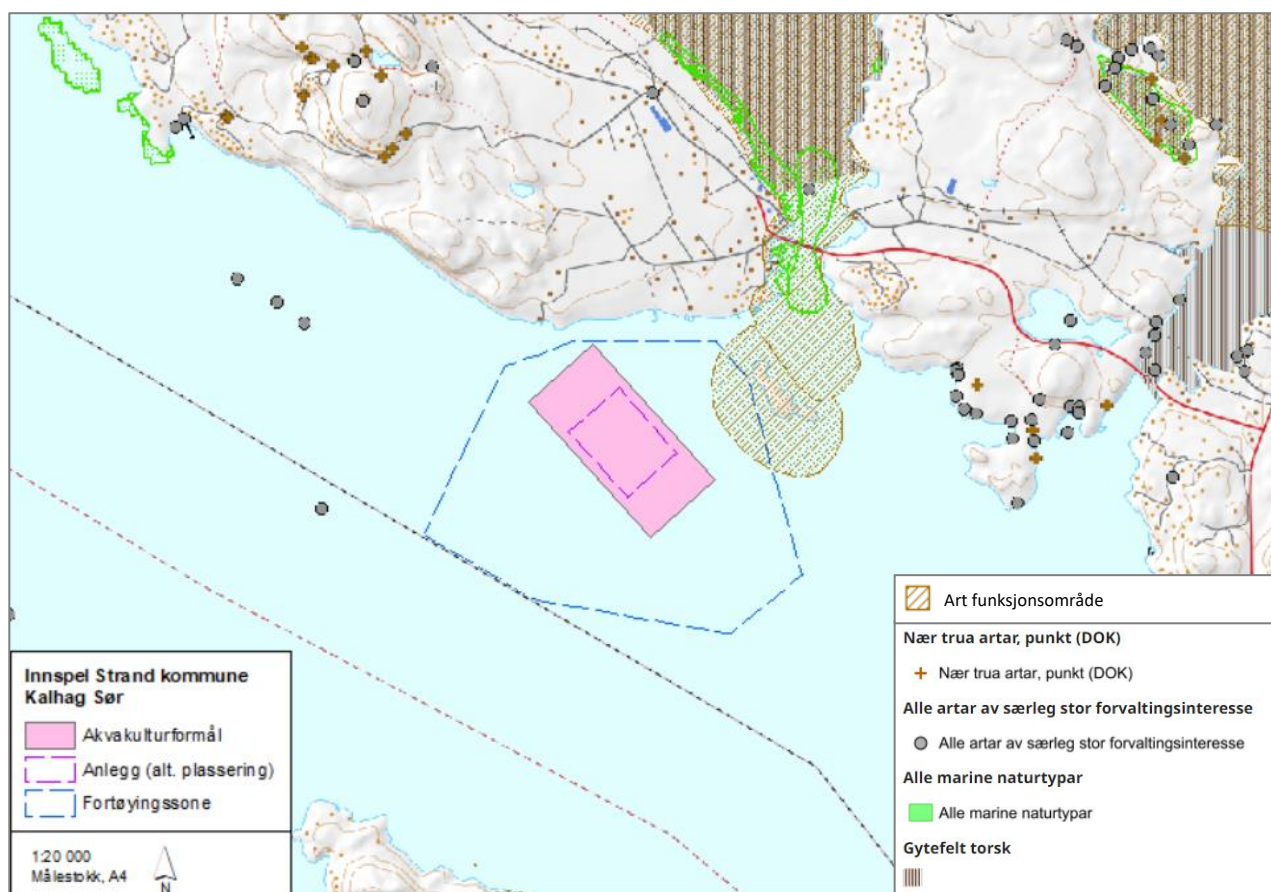 Innspel Strand kommune
Kalhag Sør
Akvakulturformål
Anlegg (alt. plassering)
Fortøyingssone
1:20 000
Målestokk, A4
N
Art funksjonsområde
Nær trua artar, punkt (DOK)
Nær trua artar, punkt (DOK)
Alle artar av særleg stor forvaltingsinteresse
Alle artar av særleg stor forvaltingsinteresse
Alle marine naturtypar
Alle marine naturtypar
Gytefelt torsk